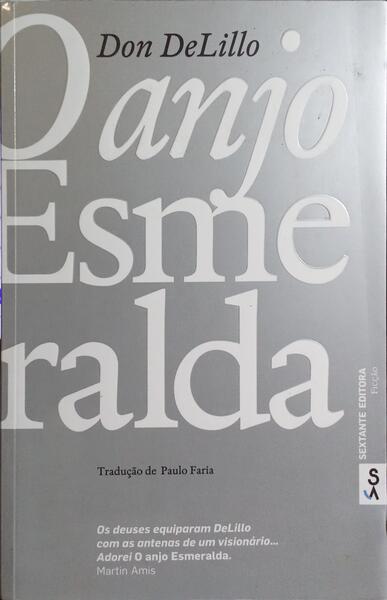 Don DeLillo
O anjo
Esme
ralda
Tradução de Paulo Faria
SEXTANTE EDITORA
Ficção
Os deuses equiparam DeLillo
com as antenas de um visionário...
Adorei O anjo Esmeralda.
Martin Amis